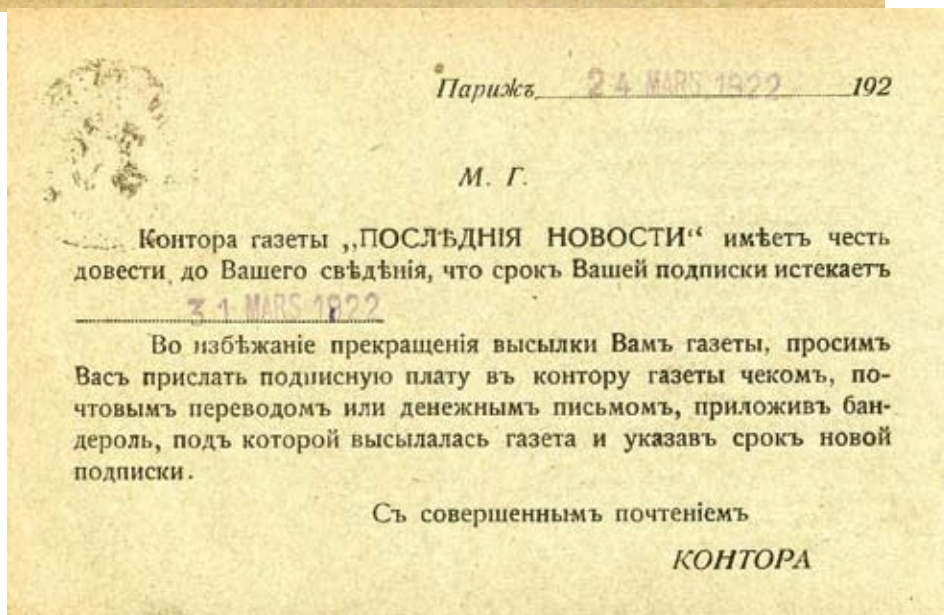 Парижъ 24 MARS 1922 192
М. Г.
Контора газеты „ПОСЛѢДНІЯ НОВОСТИ“ имѣетъ честь
довести до Вашего свѣдѣнія, что срокъ Вашей подписки истекаетъ
31 MARS 1922
Во избѣжаніе прекращенія высылки Вамъ газеты, просимъ
Васъ прислать подписную плату въ контору газеты чекомъ, по-
чтовымъ переводомъ или денежнымъ письмомъ, приложивъ бан-
дероль, подъ которой высылалась газета и указавъ срокъ новой
подписки.
Съ совершеннымъ почтеніемъ
КОНТОРА